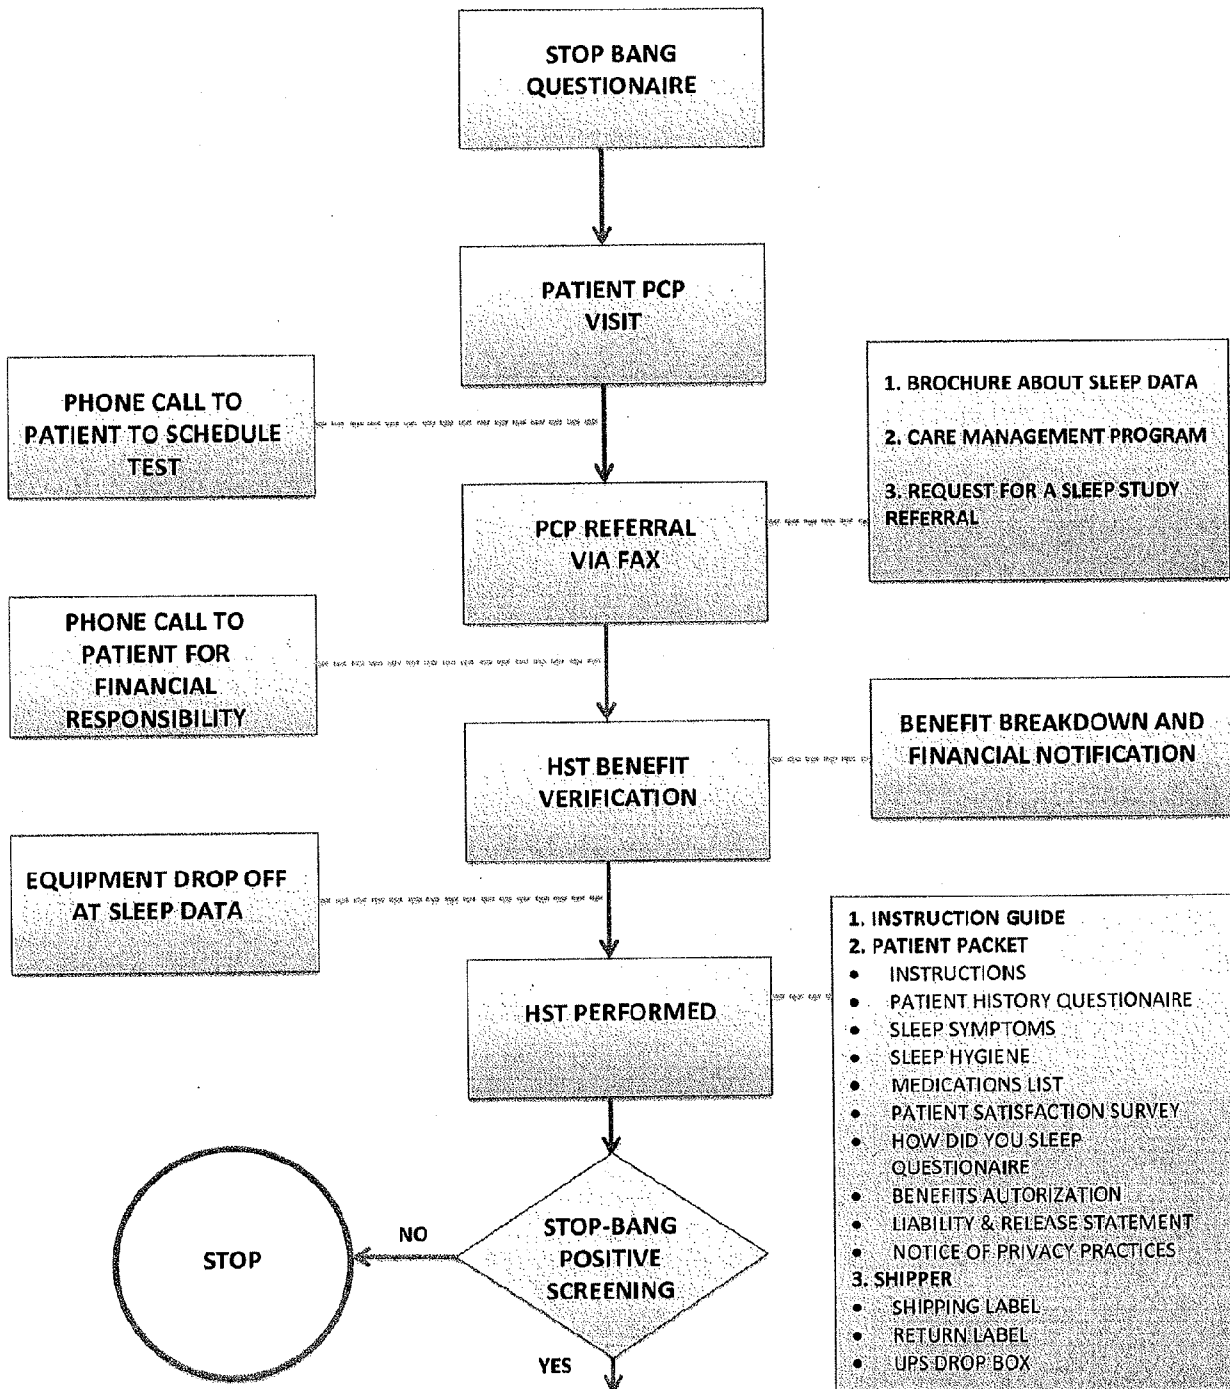 STOP BANG
QUESTIONAIRE
PATIENT PCP
VISIT
PHONE CALL TO
PATIENT TO SCHEDULE
TEST
1. BROCHURE ABOUT SLEEP DATA
2. CARE MANAGEMENT PROGRAM
3. REQUEST FOR A SLEEP STUDY
REFERRAL
PCP REFERRAL
VIA FAX
PHONE CALL TO
PATIENT FOR
FINANCIAL
RESPONSIBILITY
BENEFIT BREAKDOWN AND
FINANCIAL NOTIFICATION
HST BENEFIT
VERIFICATION
EQUIPMENT DROP OFF
AT SLEEP DATA
HST PERFORMED
1. INSTRUCTION GUIDE
2. PATIENT PACKET
• INSTRUCTIONS
• PATIENT HISTORY QUESTIONAIRE
• SLEEP SYMPTOMS
• SLEEP HYGIENE
• MEDICATIONS LIST
• PATIENT SATISFACTION SURVEY
• HOW DID YOU SLEEP
QUESTIONAIRE
• BENEFITS AUTORIZATION
• LIABILITY & RELEASE STATEMENT
• NOTICE OF PRIVACY PRACTICES
3. SHIPPER
• SHIPPING LABEL
• RETURN LABEL
• UPS DROP BOX
STOP-BANG
POSITIVE
SCREENING
NO
STOP
YES